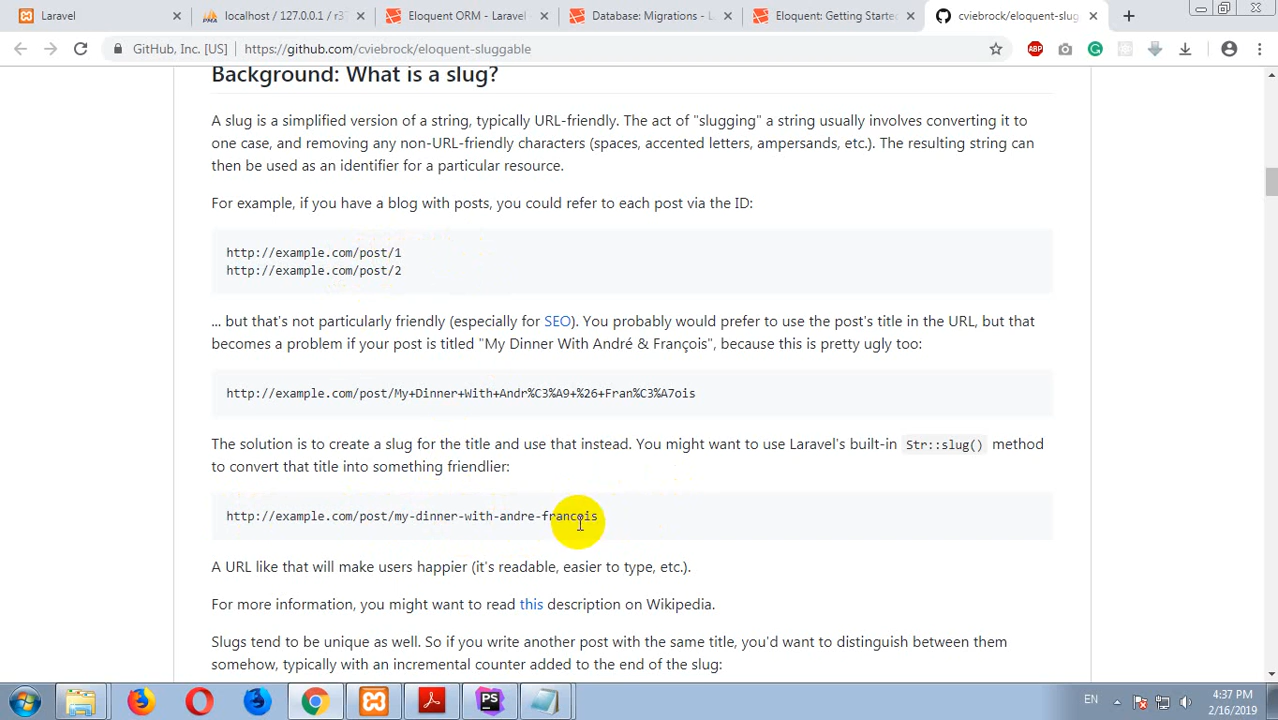 Laravel
localhost / 127.0.0.1 / r37
Eloquent ORM - Laravel
Database: Migrations - L
Eloquent: Getting Starte
cviebrock/eloquent-slug
GitHub, Inc. [US]
https://github.com/cviebrock/eloquent-sluggable
ABP
Background: What is a slug?
A slug is a simplified version of a string, typically URL-friendly. The act of "slugging" a string usually involves converting it to
one case, and removing any non-URL-friendly characters (spaces, accented letters, ampersands, etc.). The resulting string can
then be used as an identifier for a particular resource.
For example, if you have a blog with posts, you could refer to each post via the ID:
http://example.com/post/1
http://example.com/post/2
... but that's not particularly friendly (especially for SEO). You probably would prefer to use the post's title in the URL, but that
becomes a problem if your post is titled "My Dinner With André & François", because this is pretty ugly too:
http://example.com/post/My+Dinner+With+Andr%C3%A9+%26+Fran%C3%A7ois
The solution is to create a slug for the title and use that instead. You might want to use Laravel's built-in Str::slug() method
to convert that title into something friendlier:
http://example.com/post/my-dinner-with-andre-francois
A URL like that will make users happier (it's readable, easier to type, etc.).
For more information, you might want to read this description on Wikipedia.
Slugs tend to be unique as well. So if you write another post with the same title, you'd want to distinguish between them
somehow, typically with an incremental counter added to the end of the slug:
PS
EN
4:37 PM
2/16/2019